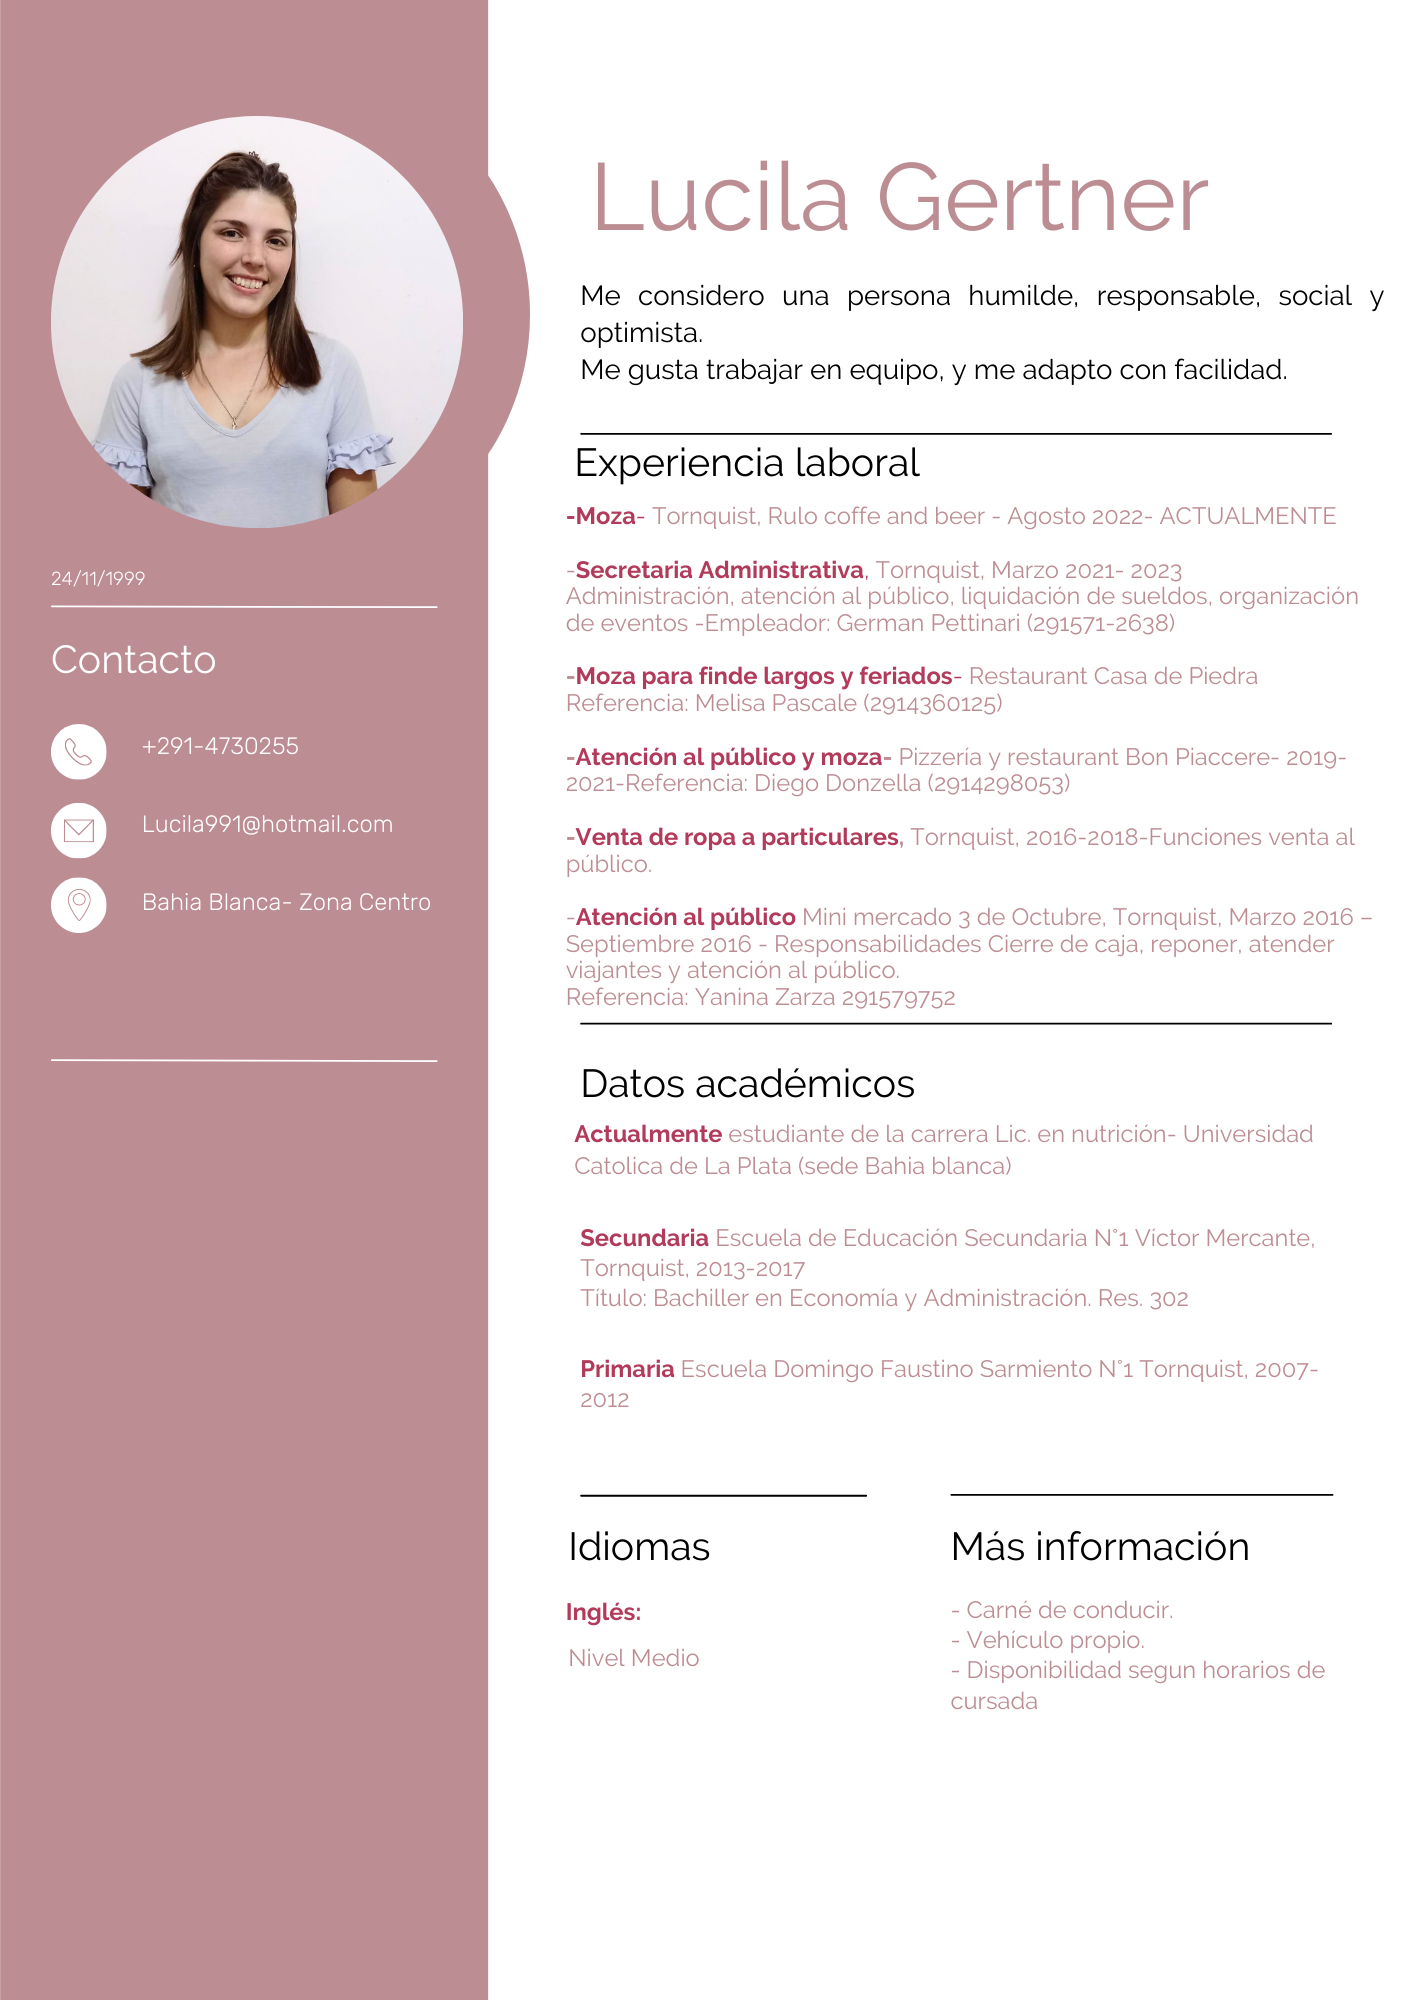 Lucila Gertner
Me considero una persona humilde, responsable, social y
optimista.
Me gusta trabajar en equipo, y me adapto con facilidad.
Experiencia laboral
-Moza- Tornquist, Rulo coffe and beer - Agosto 2022- ACTUALMENTE
-Secretaria Administrativa, Tornquist, Marzo 2021- 2023
Administración, atención al público, liquidación de sueldos, organización
de eventos -Empleador: German Pettinari (291571-2638)
-Moza para finde largos y feriados- Restaurant Casa de Piedra
Referencia: Melisa Pascale (2914360125)
-Atención al público y moza- Pizzería y restaurant Bon Piaccere- 2019-
2021-Referencia: Diego Donzella (2914298053)
-Venta de ropa a particulares, Tornquist, 2016-2018-Funciones venta al
público.
-Atención al público Mini mercado 3 de Octubre, Tornquist, Marzo 2016 –
Septiembre 2016 - Responsabilidades Cierre de caja, reponer, atender
viajantes y atención al público.
Referencia: Yanina Zarza 291579752
24/11/1999
Contacto
+291-4730255
Lucila991@hotmail.com
Bahia Blanca- Zona Centro
Datos académicos
Actualmente estudiante de la carrera Lic. en nutrición- Universidad
Catolica de La Plata (sede Bahia blanca)
Secundaria Escuela de Educación Secundaria N°1 Víctor Mercante,
Tornquist, 2013-2017
Título: Bachiller en Economía y Administración. Res. 302
Primaria Escuela Domingo Faustino Sarmiento N°1 Tornquist, 2007-
2012
Idiomas
Inglés:
Nivel Medio
Más información
- Carné de conducir.
- Vehículo propio.
- Disponibilidad segun horarios de
cursada